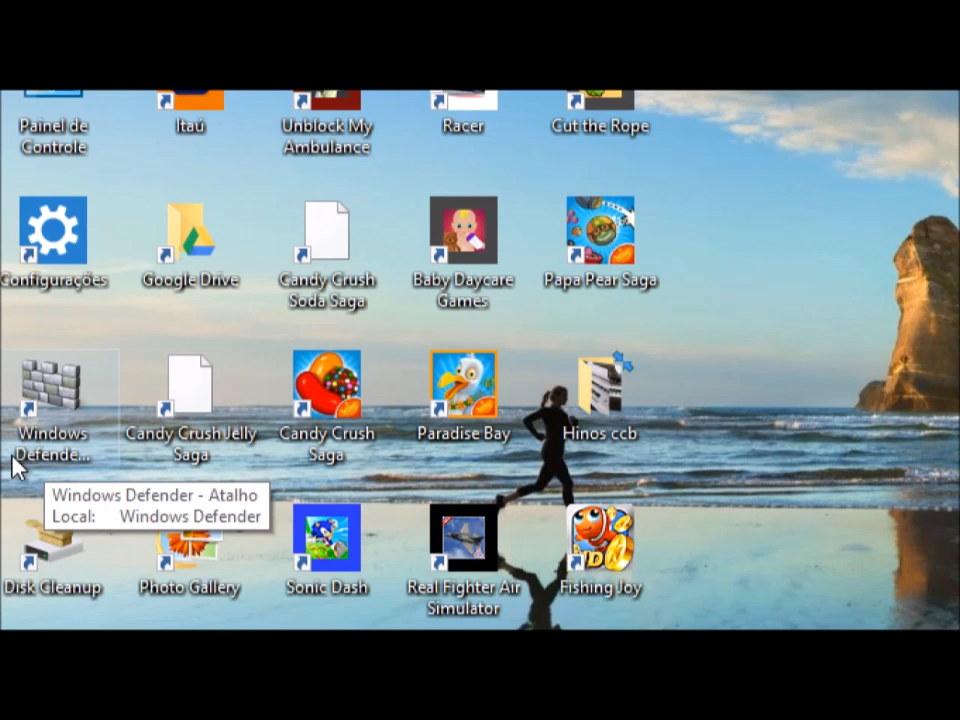 Painel de
Controle
Itaú
Unblock My
Ambulance
Racer
Cut the Rope
Configurações
Google Drive
Candy Crush
Soda Saga
Baby Daycare
Games
Papa Pear Saga
Windows
Defende...
Candy Crush Jelly
Saga
Candy Crush
Saga
Paradise Bay
Hinos ccb
Windows Defender - Atalho
Local: Windows Defender
Disk Cleanup
Photo Gallery
Sonic Dash
Real Fighter Air
Simulator
Fishing Joy